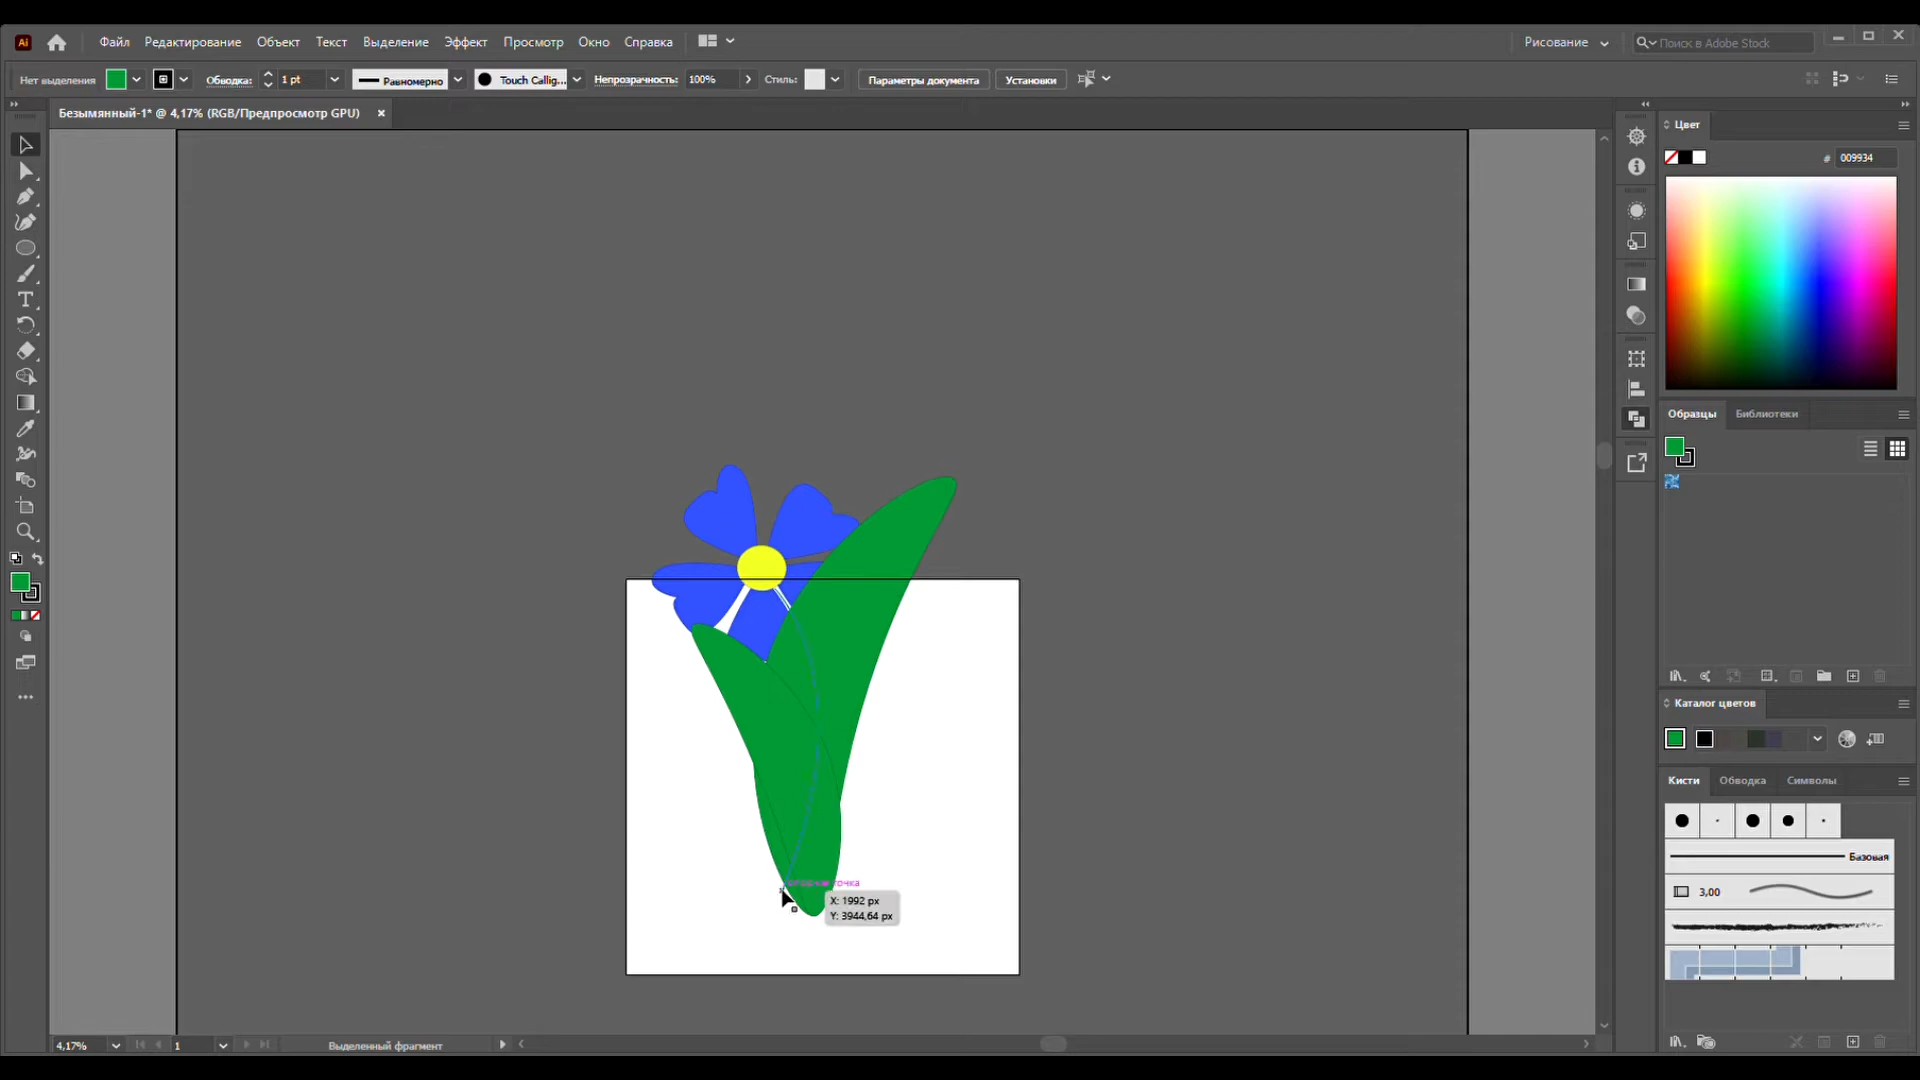 Ai Файл Редактирование Объект Текст Выделение Эффект Просмотр Окно Справка Рисование Поиск в Adobe Stock
Нет выделения Обводка: 1 pt Равномерно Touch Callig... Непрозрачность: 100% Стиль: Параметры документа Установки
Безымянный-1* @ 4,17% (RGB/Предпросмотр GPU) ×
Цвет
# 009934
Образцы Библиотеки
Каталог цветов
Кисти Обводка Символы
Базовая
3,00
точка
X: 1992 px
Y: 3944,64 px
4,17% 1 Выделенный фрагмент